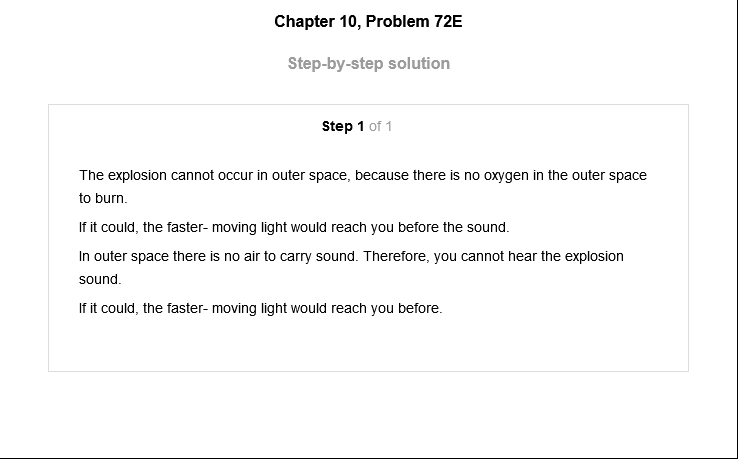 Chapter 10, Problem 72E
Step-by-step solution
Step 1 of 1
The explosion cannot occur in outer space, because there is no oxygen in the outer space
to burn.
If it could, the faster- moving light would reach you before the sound.
In outer space there is no air to carry sound. Therefore, you cannot hear the explosion
sound.
If it could, the faster- moving light would reach you before.